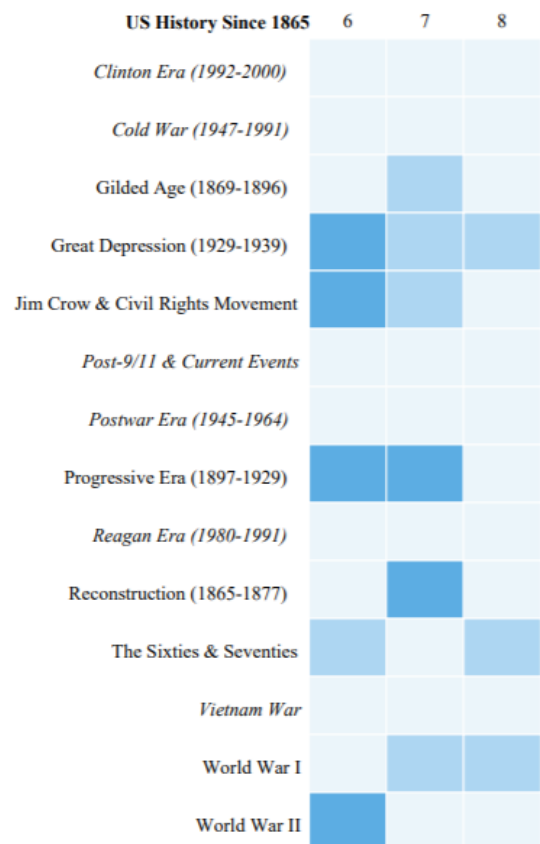 US History Since 1865 6 7 8
Clinton Era (1992-2000)
Cold War (1947-1991)
Gilded Age (1869-1896)
Great Depression (1929-1939)
Jim Crow & Civil Rights Movement
Post-9/11 & Current Events
Postwar Era (1945-1964)
Progressive Era (1897-1929)
Reagan Era (1980-1991)
Reconstruction (1865-1877)
The Sixties & Seventies
Vietnam War
World War I
World War II